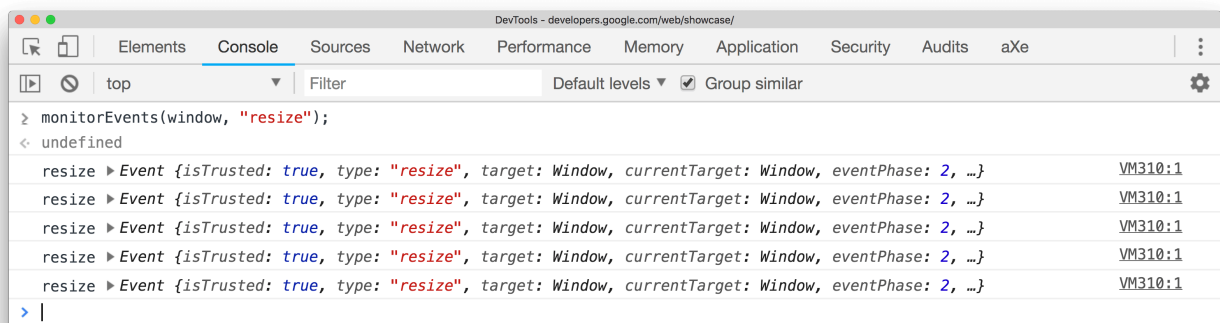 DevTools - developers.google.com/web/showcase/
Elements Console Sources Network Performance Memory Application Security Audits aXe
top Filter Default levels Group similar
monitorEvents(window, "resize");
undefined
resize Event {isTrusted: true, type: "resize", target: Window, currentTarget: Window, eventPhase: 2, …} VM310:1
resize Event {isTrusted: true, type: "resize", target: Window, currentTarget: Window, eventPhase: 2, …} VM310:1
resize Event {isTrusted: true, type: "resize", target: Window, currentTarget: Window, eventPhase: 2, …} VM310:1
resize Event {isTrusted: true, type: "resize", target: Window, currentTarget: Window, eventPhase: 2, …} VM310:1
resize Event {isTrusted: true, type: "resize", target: Window, currentTarget: Window, eventPhase: 2, …} VM310:1